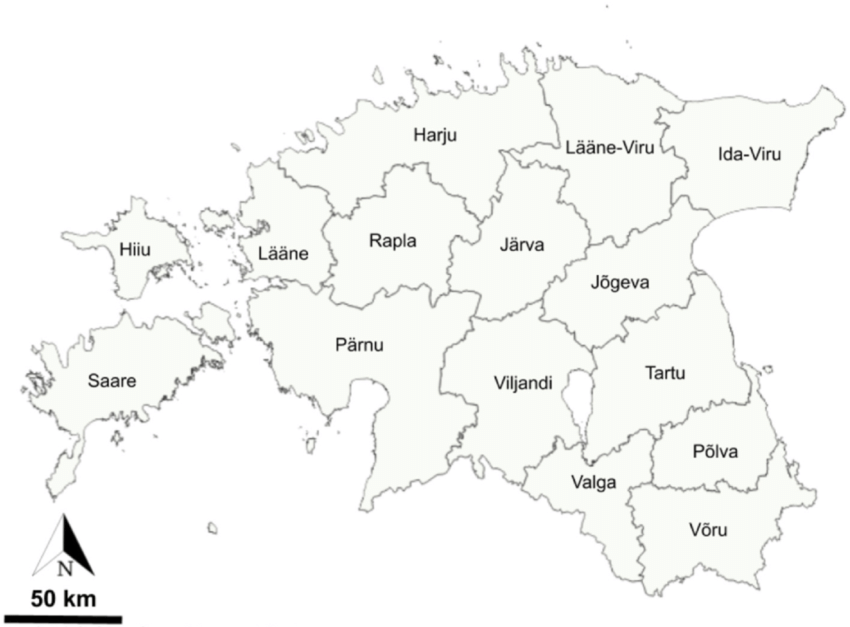 Harju
Lääne-Viru
Ida-Viru
Hiiu
Lääne
Rapla
Järva
Jõgeva
Pärnu
Saare
Viljandi
Tartu
Põlva
Valga
Võru
N
50 km